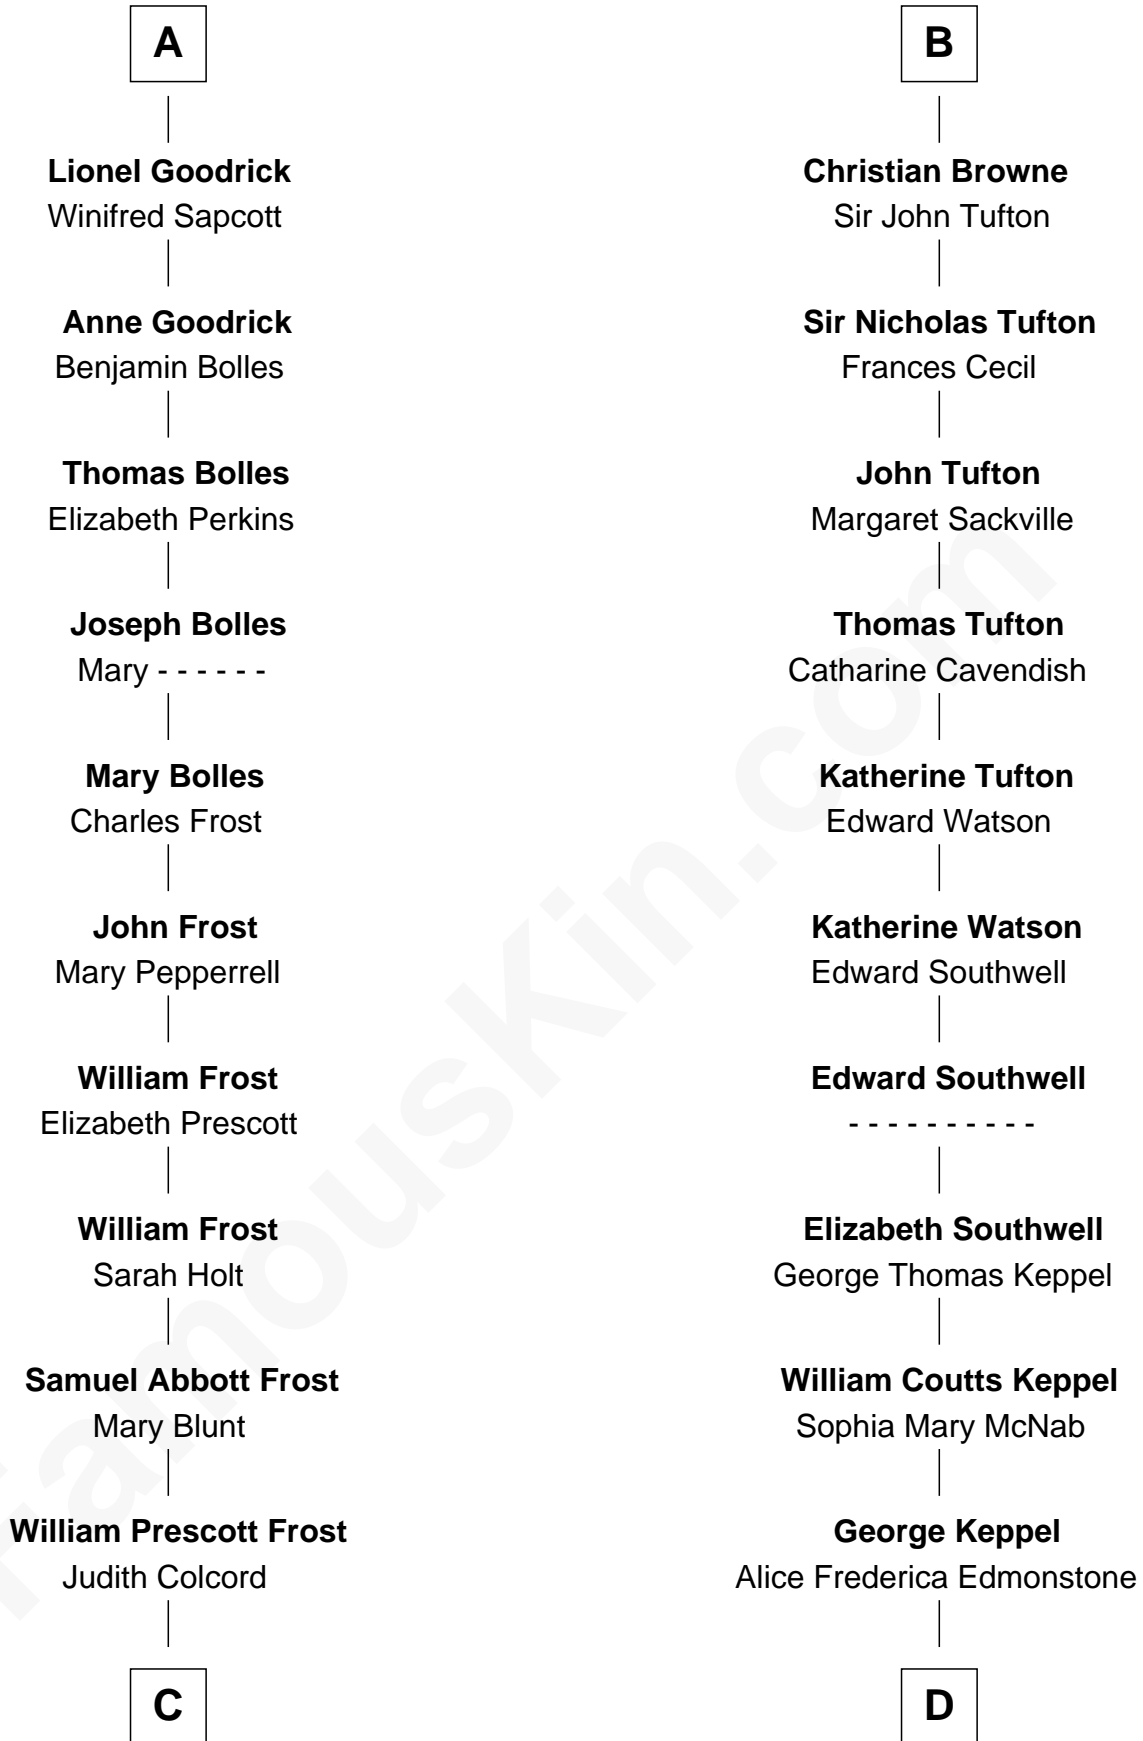 A
Lionel Goodrick
Winifred Sapcott
Anne Goodrick
Benjamin Bolles
Thomas Bolles
Elizabeth Perkins
Joseph Bolles
Mary - - - - - -
Mary Bolles
Charles Frost
John Frost
Mary Pepperrell
William Frost
Elizabeth Prescott
William Frost
Sarah Holt
Samuel Abbott Frost
Mary Blunt
William Prescott Frost
Judith Colcord
C
B
Christian Browne
Sir John Tufton
Sir Nicholas Tufton
Frances Cecil
John Tufton
Margaret Sackville
Thomas Tufton
Catharine Cavendish
Katherine Tufton
Edward Watson
Katherine Watson
Edward Southwell
Edward Southwell
- - - - - - - - - -
Elizabeth Southwell
George Thomas Keppel
William Coutts Keppel
Sophia Mary McNab
George Keppel
Alice Frederica Edmonstone
D
FamousKin.com